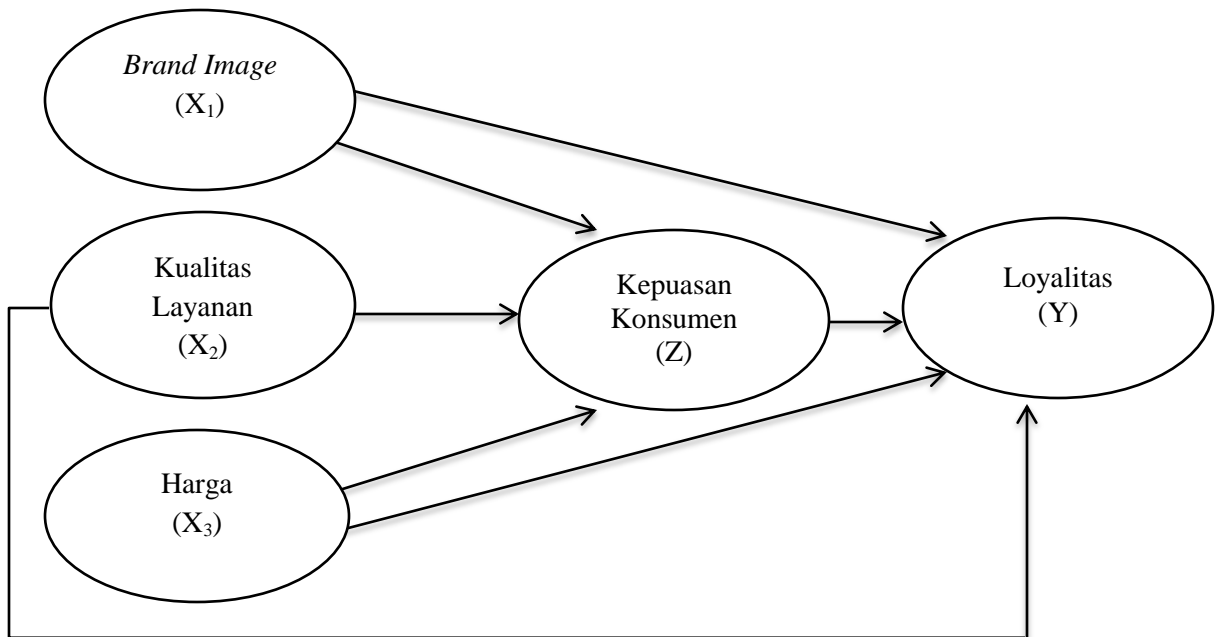 Brand Image
(X₁)
Kualitas
Layanan
(X₂)
Harga
(X₃)
Kepuasan
Konsumen
(Z)
Loyalitas
(Y)